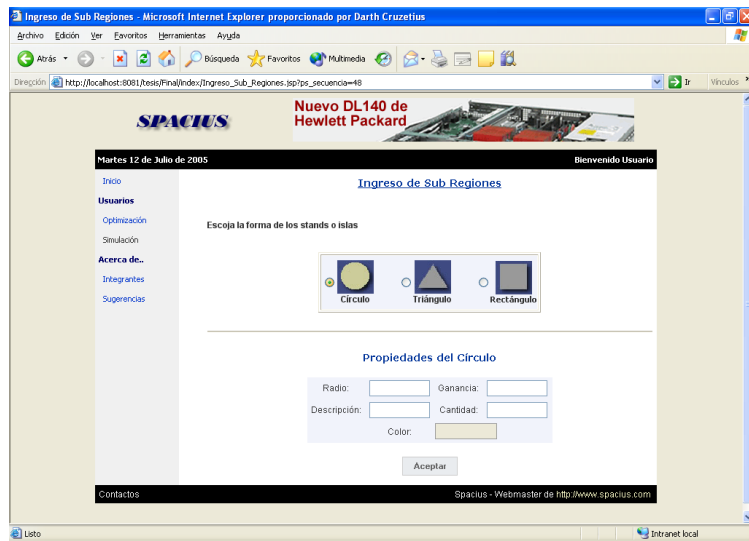 Ingreso de Sub Regiones - Microsoft Internet Explorer proporcionado por Darth Cruzetius
Archivo Edición Ver Favoritos Herramientas Ayuda
Atrás Búsqueda Favoritos Multimedia
Dirección http://localhost:8081/tesis/Final/index/Ingreso_Sub_Regiones.jsp?ps_secuencia=48 Ir Vínculos »
SPACIUS
Nuevo DL140 de
Hewlett Packard
Martes 12 de Julio de 2005 Bienvenido Usuario
Inicio
Usuarios
Optimización
Simulación
Acerca de..
Integrantes
Sugerencias
Ingreso de Sub Regiones
Escoja la forma de los stands o islas
Círculo Triángulo Rectángulo
Propiedades del Círculo
Radio: Ganancia:
Descripción: Cantidad:
Color:
Aceptar
Contactos Spacius - Webmaster de http://www.spacius.com
Listo Intranet local